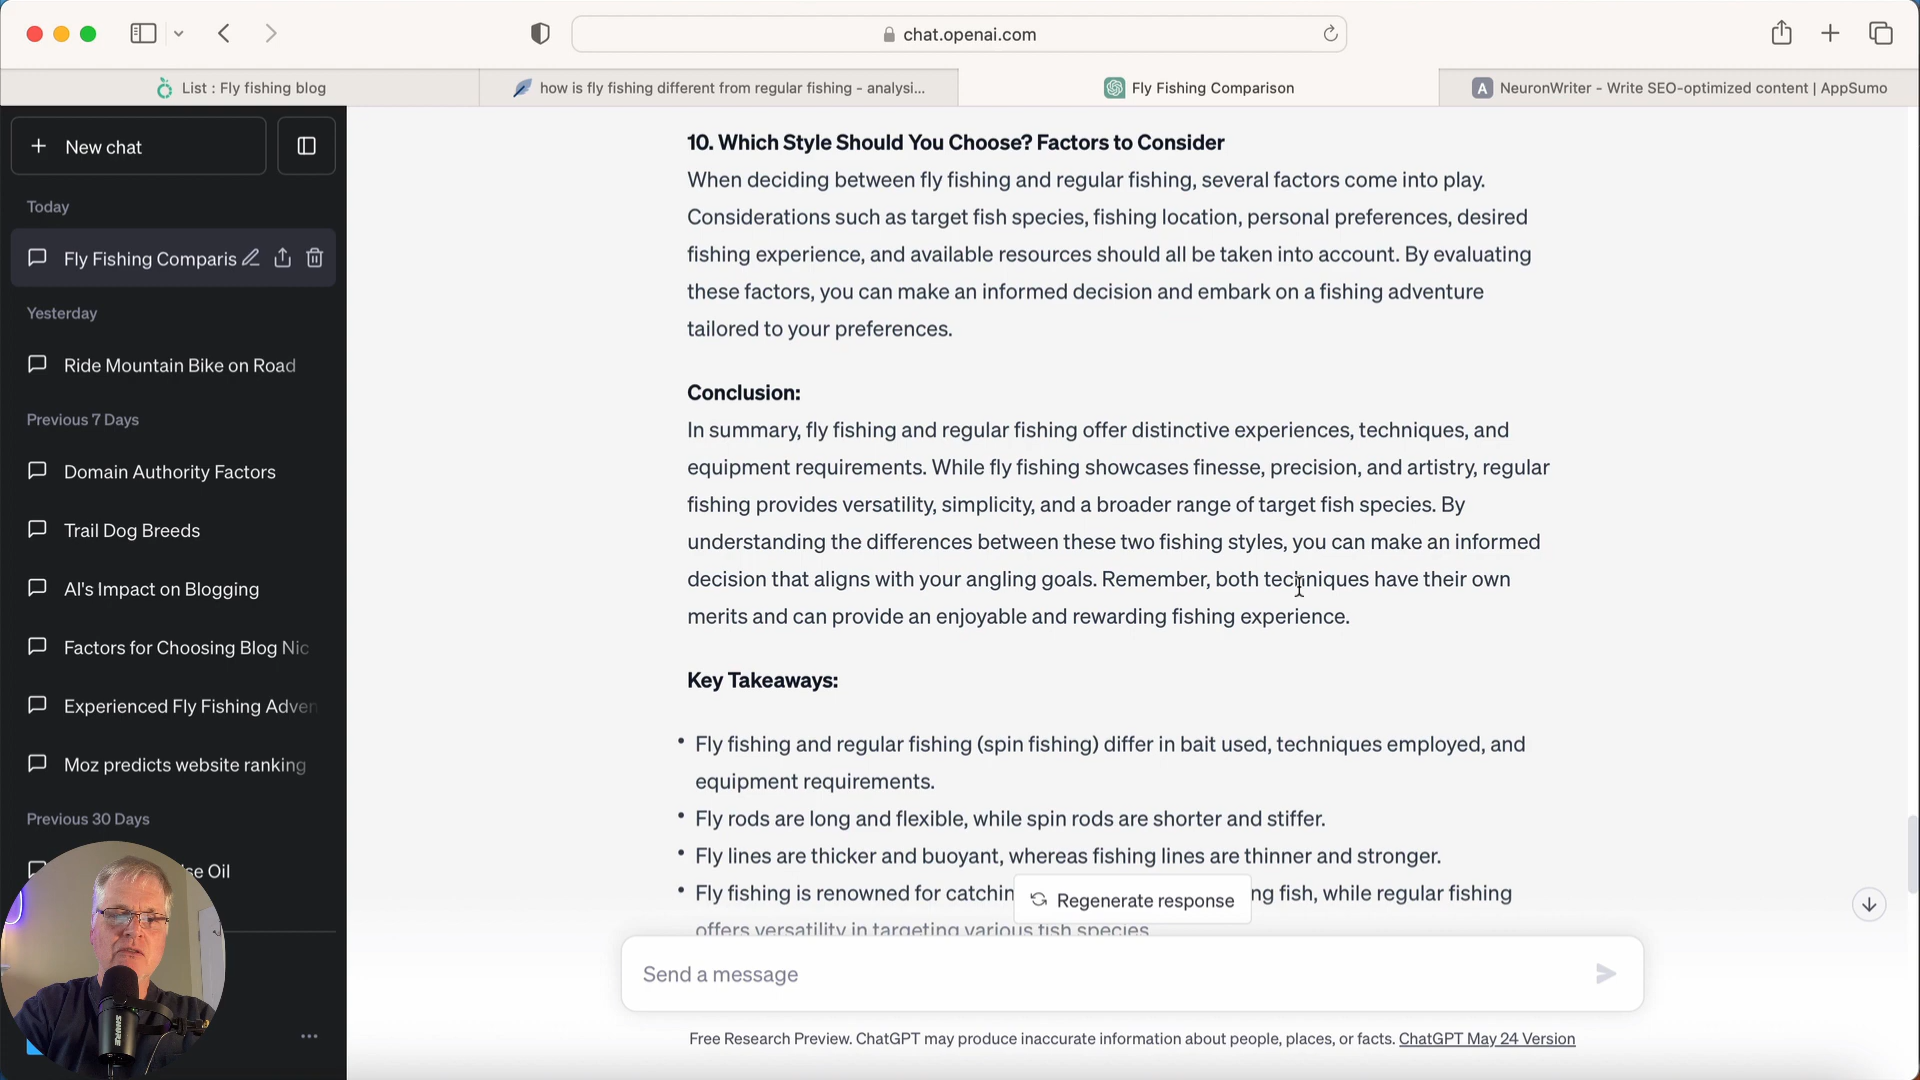 chat.openai.com
List : Fly fishing blog
how is fly fishing different from regular fishing - analysi...
Fly Fishing Comparison
A NeuronWriter - Write SEO-optimized content | AppSumo
New chat
Today
Fly Fishing Comparis
Yesterday
Ride Mountain Bike on Road
Previous 7 Days
Domain Authority Factors
Trail Dog Breeds
AI's Impact on Blogging
Factors for Choosing Blog Nic
Experienced Fly Fishing Adven
Moz predicts website ranking
Previous 30 Days
se Oil
SHURE
10. Which Style Should You Choose? Factors to Consider
When deciding between fly fishing and regular fishing, several factors come into play.
Considerations such as target fish species, fishing location, personal preferences, desired
fishing experience, and available resources should all be taken into account. By evaluating
these factors, you can make an informed decision and embark on a fishing adventure
tailored to your preferences.
Conclusion:
In summary, fly fishing and regular fishing offer distinctive experiences, techniques, and
equipment requirements. While fly fishing showcases finesse, precision, and artistry, regular
fishing provides versatility, simplicity, and a broader range of target fish species. By
understanding the differences between these two fishing styles, you can make an informed
decision that aligns with your angling goals. Remember, both techniques have their own
merits and can provide an enjoyable and rewarding fishing experience.
Key Takeaways:
• Fly fishing and regular fishing (spin fishing) differ in bait used, techniques employed, and
equipment requirements.
• Fly rods are long and flexible, while spin rods are shorter and stiffer.
• Fly lines are thicker and buoyant, whereas fishing lines are thinner and stronger.
• Fly fishing is renowned for catchin ng fish, while regular fishing
Regenerate response
offers versatility in targeting various fish species.
Send a message
Free Research Preview. ChatGPT may produce inaccurate information about people, places, or facts. ChatGPT May 24 Version